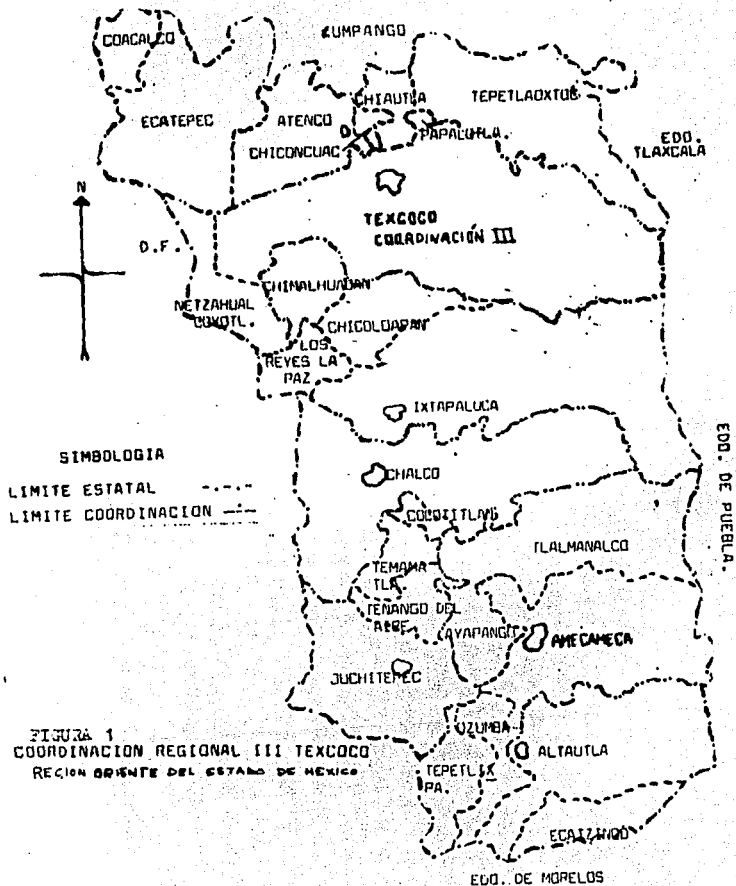 COACALCO
ZUMPANGO
CHIAUTLA
TEPETLAOXTOC
ECATEPEC
ATENCO
PAPALOTLA.
CHICONCUAC
EDO.
TLAXCALA
N
TEXCOCO
COORDINACIÓN III
D.F.
CHIMALHUACAN
NETZAHUAL
COYOTL.
CHICOLOAPAN
LOS
REYES LA
PAZ
IXTAPALUCA
SIMBOLOGIA
CHALCO
LIMITE ESTATAL
LIMITE COORDINACION
EDO. DE PUEBLA.
COCOTITLAN
TLALMANALCO
TEMAMA
TLA
TENANGO DEL
AIRE
AYAPANGO
AMECAMECA
JUCHITEPEC
OZUMBA
FIGURA 1
COORDINACION REGIONAL III TEXCOCO
REGION ORIENTE DEL ESTADO DE MEXICO
ALTAUTLA
TEPETLIX
PA.
ECATZINGO
EDO. DE MORELOS